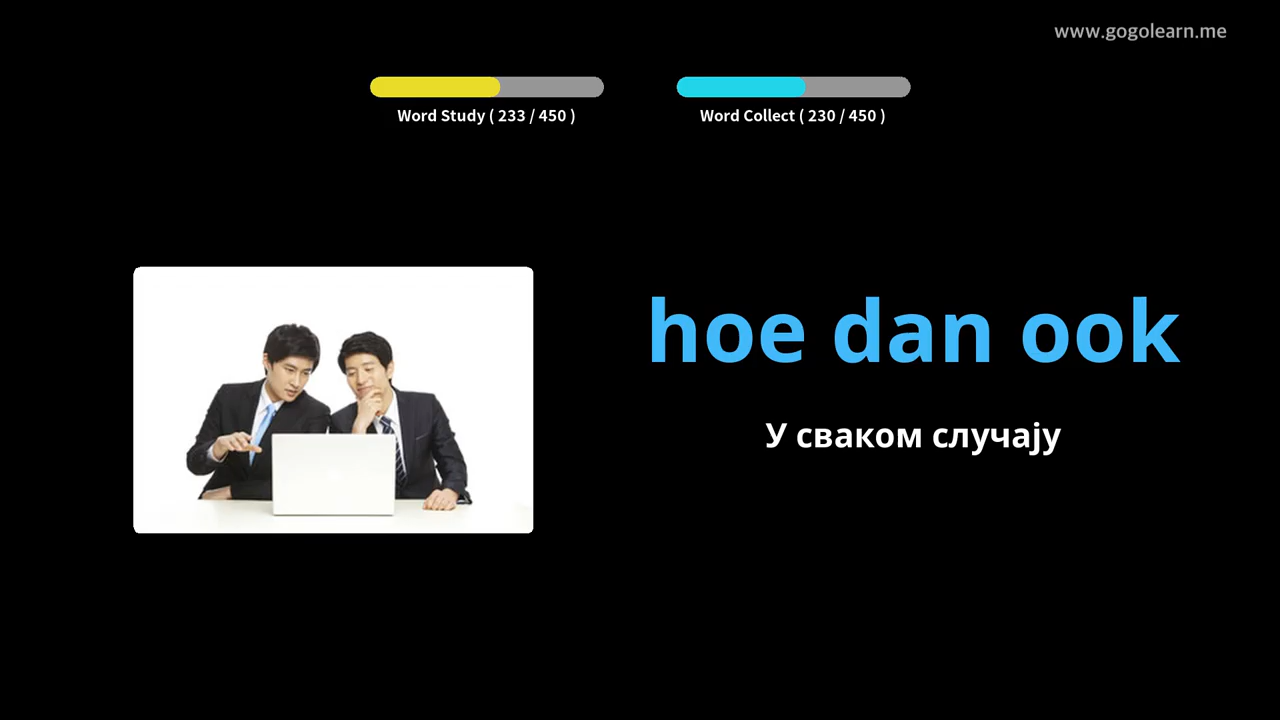 www.gogolearn.me
Word Study ( 233 / 450 )
Word Collect ( 230 / 450 )
hoe dan ook
У сваком случају